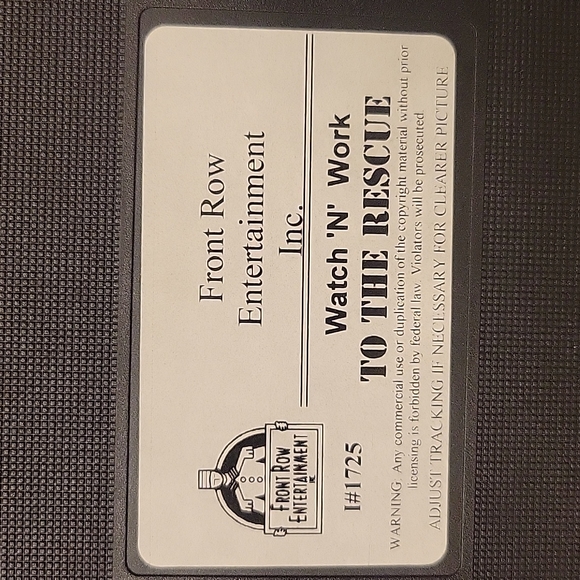 Front Row
Entertainment
Inc.
FRONT ROW
ENTERTAINMENT
INC.
I#1725
Watch 'N' Work
TO THE RESCUE
WARNING: Any commercial use or duplication of the copyright material without prior
licensing is forbidden by federal law. Violators will be prosecuted.
ADJUST TRACKING IF NECESSARY FOR CLEARER PICTURE